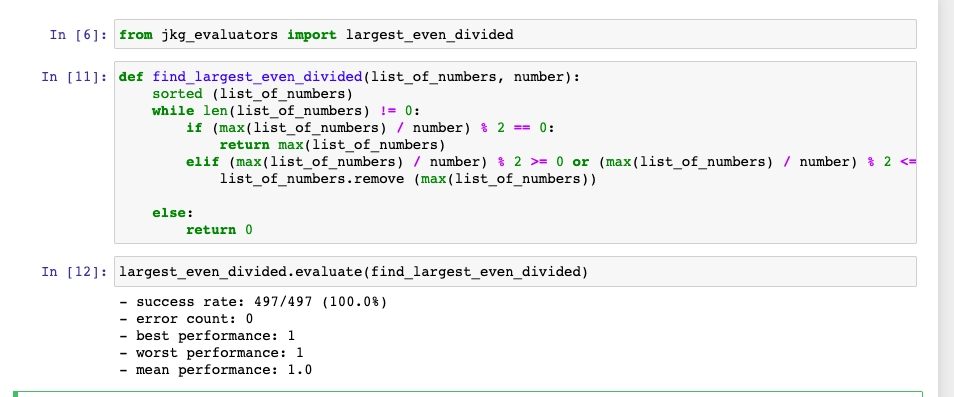 In [6]: from jkg_evaluators import largest_even_divided
In [11]: def find_largest_even_divided(list_of_numbers, number):
    sorted (list_of_numbers)
    while len(list_of_numbers) != 0:
        if (max(list_of_numbers) / number) % 2 == 0:
            return max(list_of_numbers)
        elif (max(list_of_numbers) / number) % 2 >= 0 or (max(list_of_numbers) / number) % 2 <=
            list_of_numbers.remove (max(list_of_numbers))
    else:
        return 0
In [12]: largest_even_divided.evaluate(find_largest_even_divided)
- success rate: 497/497 (100.0%)
- error count: 0
- best performance: 1
- worst performance: 1
- mean performance: 1.0